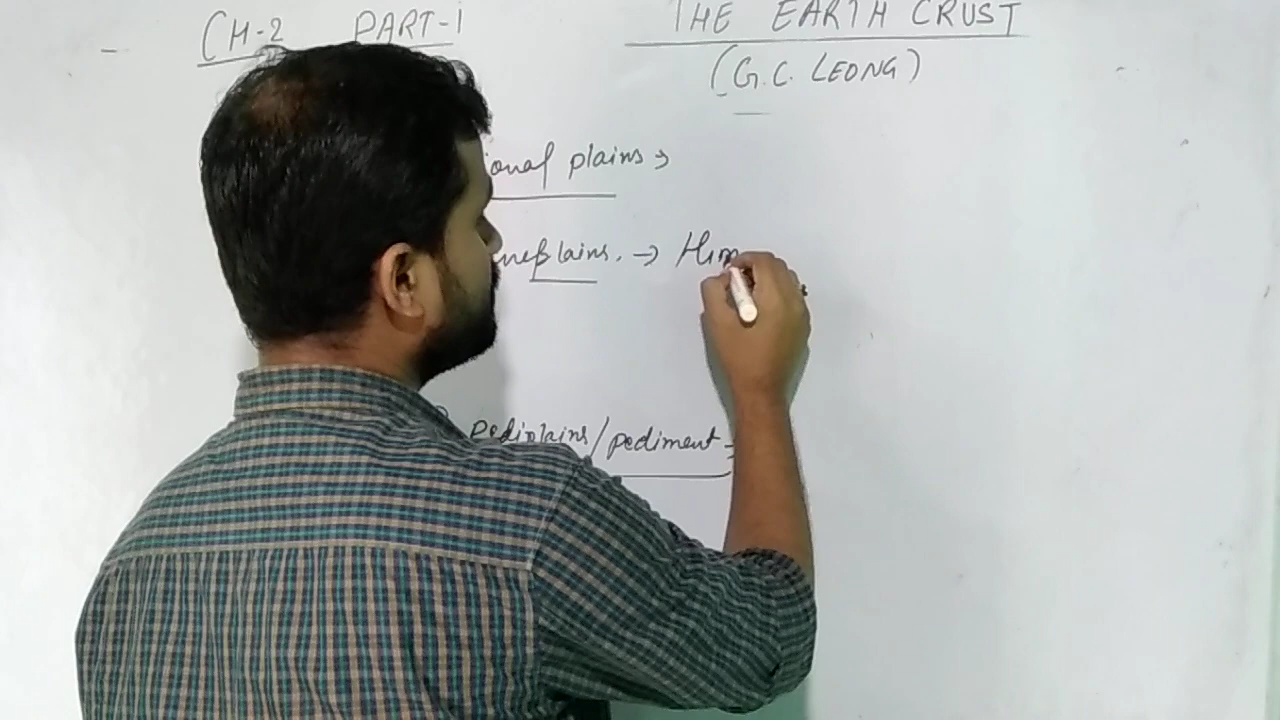 CH-2 PART-1 THE EARTH CRUST
(G.C. LEONG)
ional plains →
neplains. → Him
Pediplains/pediment →